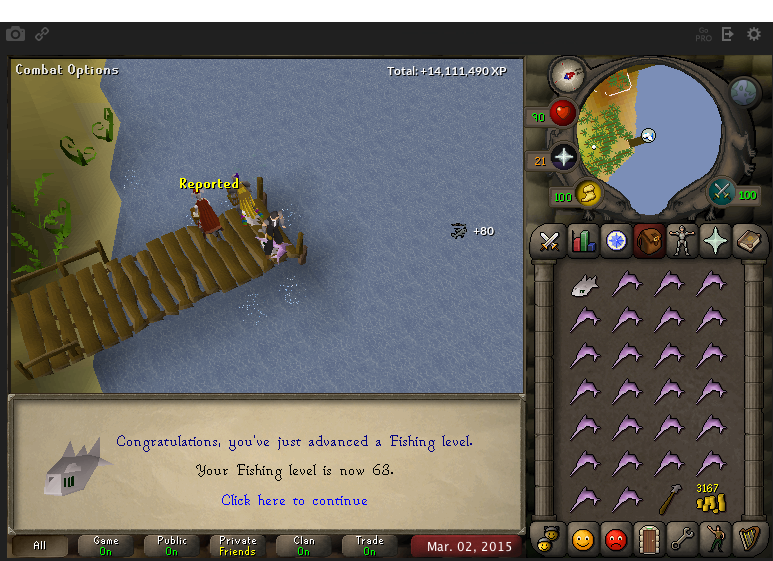 Go
PRO
Combat Options
Total: +14,111,490 XP
Reported
+80
90
21
100
100
3167
Congratulations, you've just advanced a Fishing level.
Your Fishing level is now 63.
Click here to continue
All
Game
On
Public
On
Private
Friends
Clan
On
Trade
On
Mar. 02, 2015